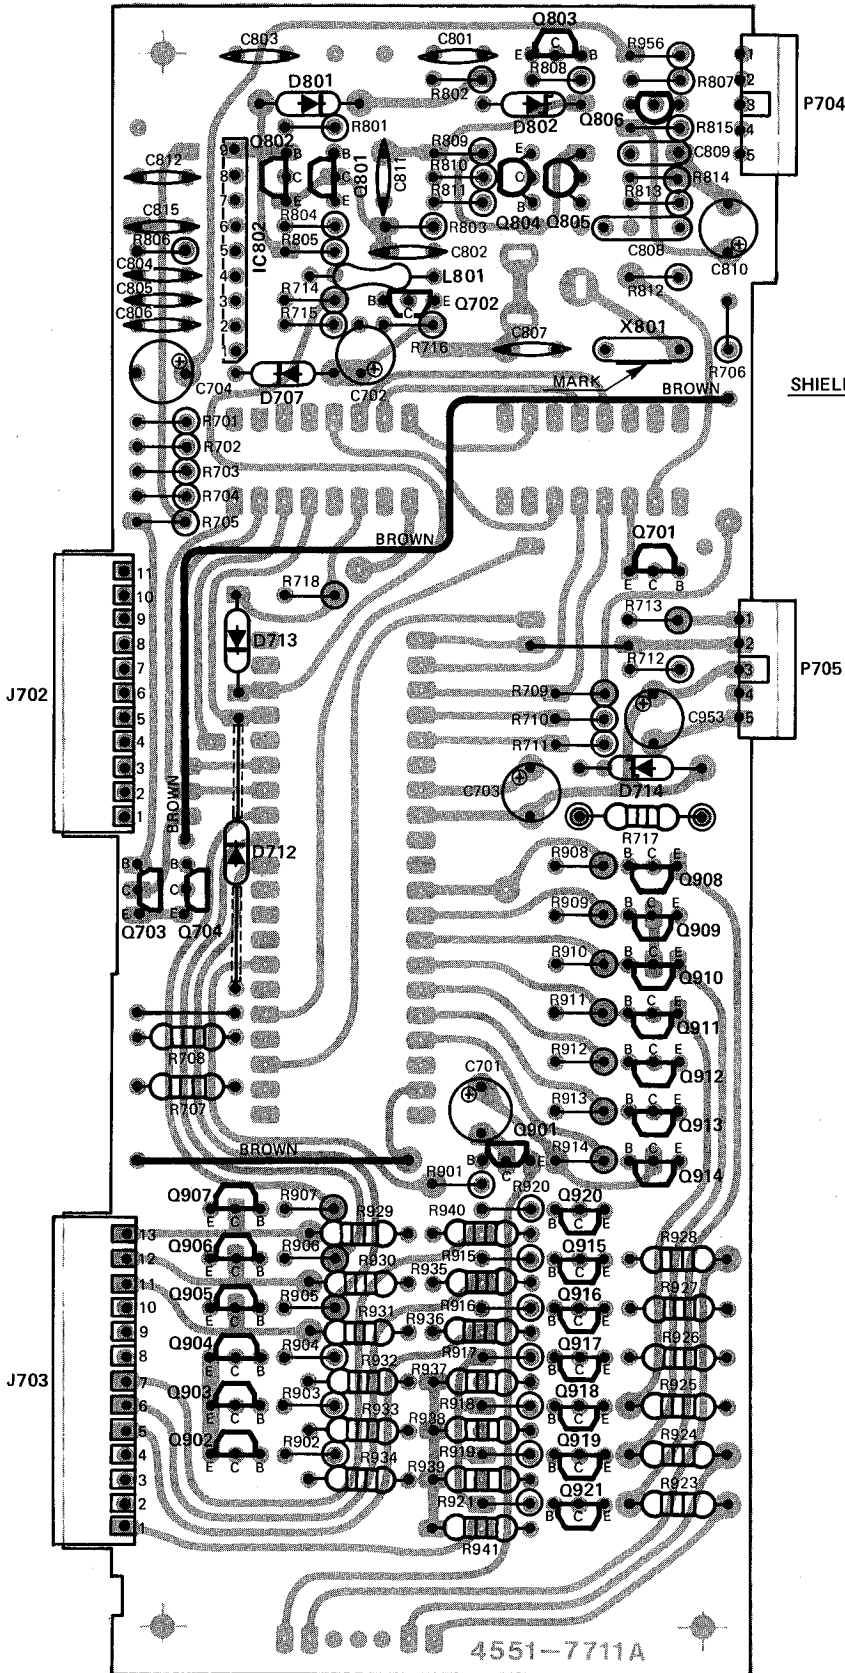 Q803
C803
C801
E C B
R956
R808
R807
1
2
3
4
5
P704
D801
R802
D802
Q806
R801
R815
Q802
R809
C809
C812
9
8
7
6
5
4
3
2
1
B
C
E
B
C
E
Q801
C811
R810
R811
E
C
B
R814
R813
C815
R804
R803
Q804
Q805
R806
R805
IC802
C802
C808
C810
C804
C805
C806
L801
R812
R714
B C E
Q702
R715
R716
C807
X801
R706
C704
D707
C702
MARK
BROWN
SHIEL
R701
R702
R703
R704
R705
BROWN
Q701
E C B
J702
11
10
9
8
7
6
5
4
3
2
1
R718
D713
R713
R712
1
2
3
4
5
P705
R709
R710
R711
C953
D714
C703
R717
BROWN
D712
B
C
E
Q703
B
C
E
Q704
R908
B C E
Q908
R909
B C E
Q909
R910
B C E
Q910
R911
B C E
Q911
R912
B C E
Q912
R913
B C E
Q913
R914
B C E
Q914
R708
R707
C701
Q901
B C E
BROWN
R901
R920
Q907
E C B
R907
R929
R940
Q920
B C E
J703
13
12
11
10
9
8
7
6
5
4
3
2
1
Q906
E C B
R906
R930
R915
R935
Q915
B C E
R928
Q905
E C B
R905
R931
R916
R936
Q916
B C E
R927
Q904
E C B
R904
R932
R917
R937
Q917
B C E
R926
Q903
E C B
R903
R933
R918
R938
Q918
B C E
R925
Q902
E C B
R902
R934
R919
R939
Q919
B C E
R924
R921
Q921
B C E
R923
R941
4551-7711A